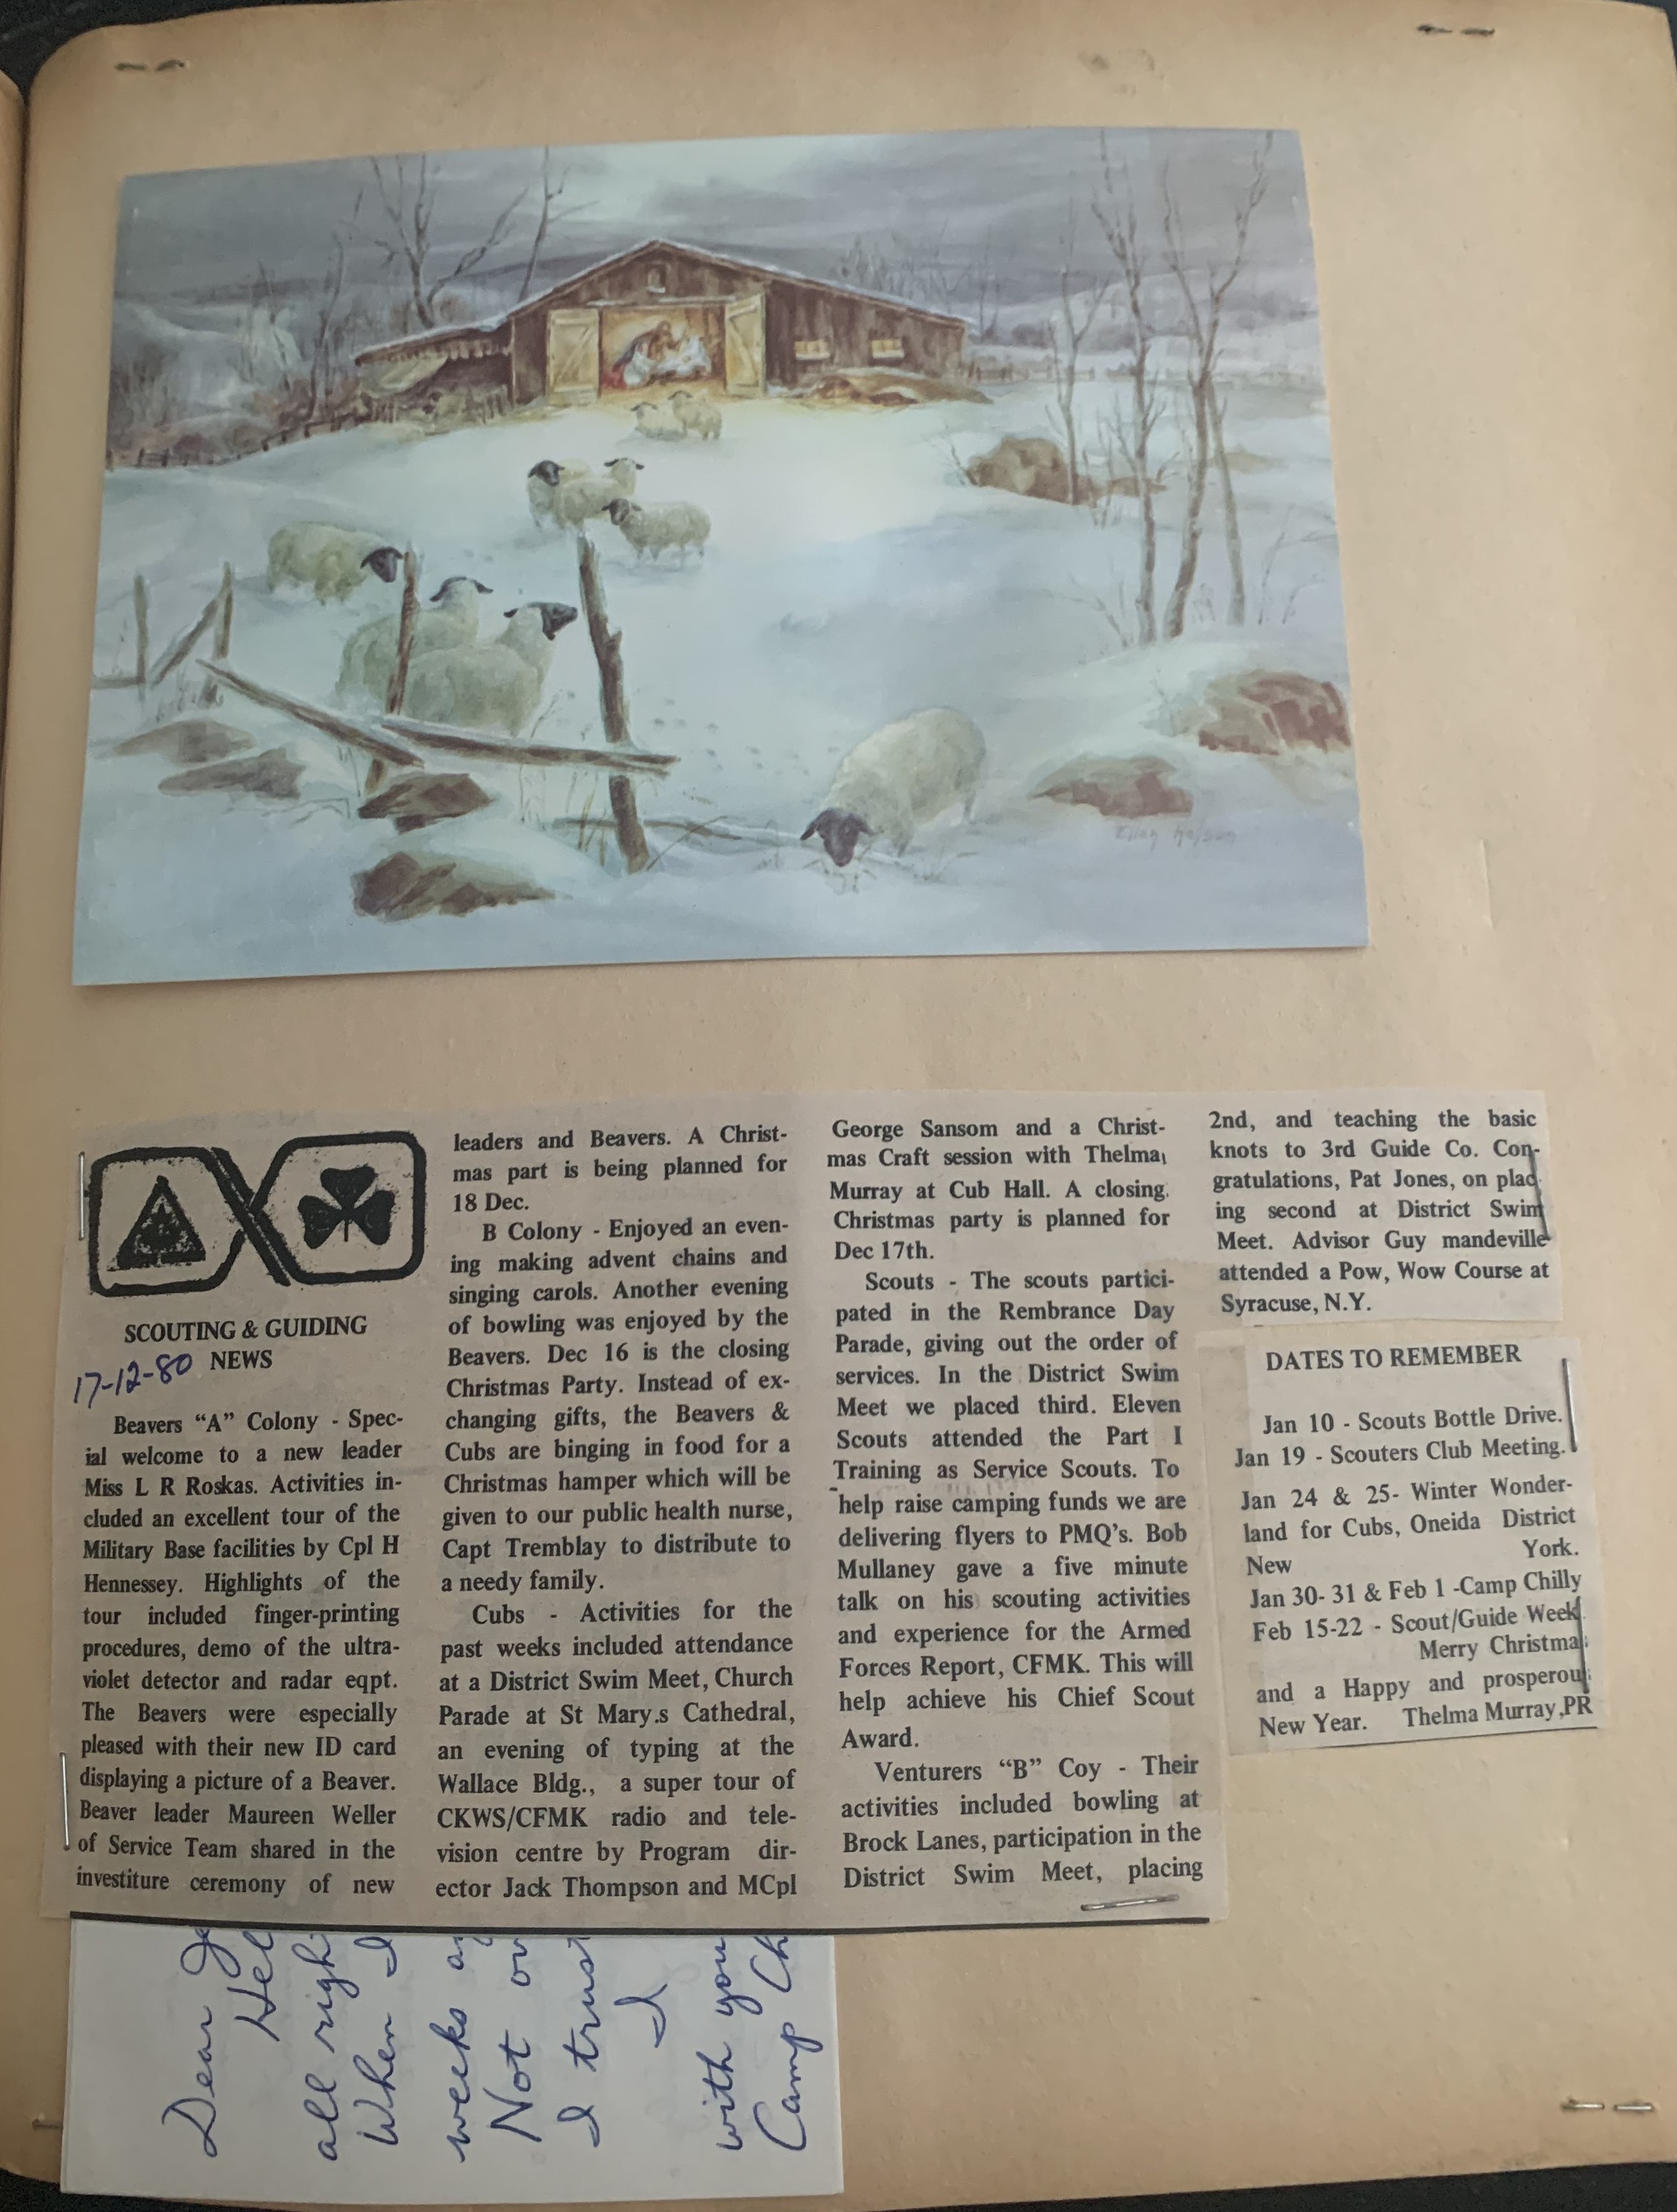 SCOUTING & GUIDING
NEWS
17-12-80
Beavers "A" Colony - Spec-
ial welcome to a new leader
Miss L R Roskas. Activities in-
cluded an excellent tour of the
Military Base facilities by Cpl H
Hennessey. Highlights of the
tour included finger-printing
procedures, demo of the ultra-
violet detector and radar eqpt.
The Beavers were especially
pleased with their new ID card
displaying a picture of a Beaver.
Beaver leader Maureen Weller
of Service Team shared in the
investiture ceremony of new
leaders and Beavers. A Christ-
mas part is being planned for
18 Dec.
B Colony - Enjoyed an even-
ing making advent chains and
singing carols. Another evening
of bowling was enjoyed by the
Beavers. Dec 16 is the closing
Christmas Party. Instead of ex-
changing gifts, the Beavers &
Cubs are binging in food for a
Christmas hamper which will be
given to our public health nurse,
Capt Tremblay to distribute to
a needy family.
Cubs - Activities for the
past weeks included attendance
at a District Swim Meet, Church
Parade at St Mary.s Cathedral,
an evening of typing at the
Wallace Bldg., a super tour of
CKWS/CFMK radio and tele-
vision centre by Program dir-
ector Jack Thompson and MCpl
George Sansom and a Christ-
mas Craft session with Thelma
Murray at Cub Hall. A closing
Christmas party is planned for
Dec 17th.
Scouts - The scouts partici-
pated in the Rembrance Day
Parade, giving out the order of
services. In the District Swim
Meet we placed third. Eleven
Scouts attended the Part I
Training as Service Scouts. To
help raise camping funds we are
delivering flyers to PMQ's. Bob
Mullaney gave a five minute
talk on his scouting activities
and experience for the Armed
Forces Report, CFMK. This will
help achieve his Chief Scout
Award.
Venturers "B" Coy - Their
activities included bowling at
Brock Lanes, participation in the
District Swim Meet, placing
2nd, and teaching the basic
knots to 3rd Guide Co. Con-
gratulations, Pat Jones, on plac-
ing second at District Swim
Meet. Advisor Guy mandeville
attended a Pow, Wow Course at
Syracuse, N.Y.
DATES TO REMEMBER
Jan 10 - Scouts Bottle Drive.
Jan 19 - Scouters Club Meeting.
Jan 24 & 25- Winter Wonder-
land for Cubs, Oneida District
New York.
Jan 30- 31 & Feb 1 -Camp Chilly
Feb 15-22 - Scout/Guide Week
Merry Christma
and a Happy and prosperou
New Year. Thelma Murray,PR
Dear
Hel
all righ
When I
weeks
Not ov
I trust
I
with you
Camp Ch